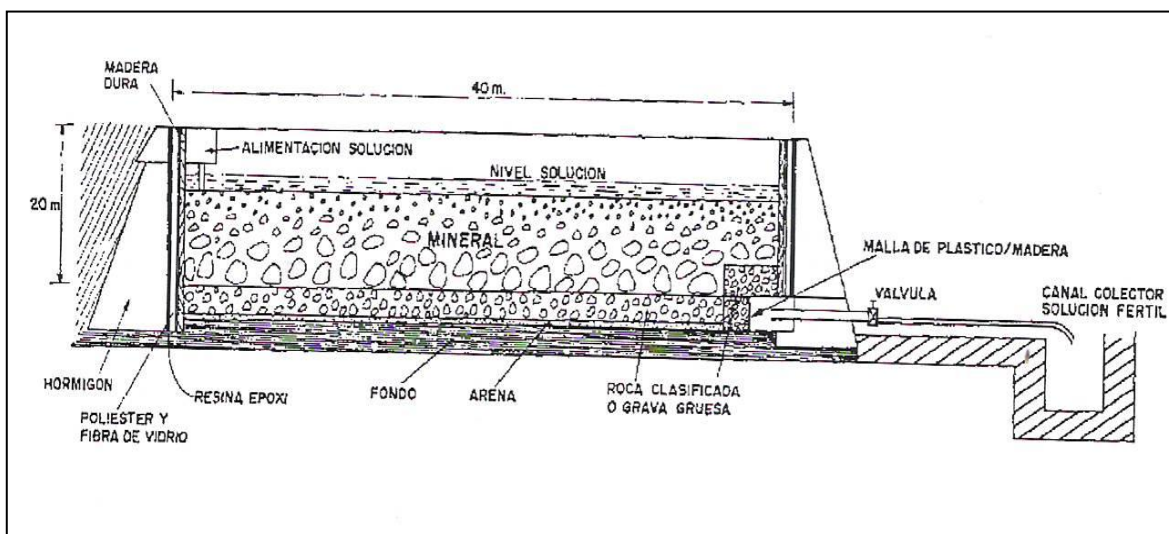 MADERA
DURA
40 m.
ALIMENTACION SOLUCION
NIVEL SOLUCION
20 m
MINERAL
MALLA DE PLASTICO/MADERA
VALVULA
CANAL COLECTOR
SOLUCION FERTIL
HORMIGON
RESINA EPOXI
FONDO
ARENA
ROCA CLASIFICADA
O GRAVA GRUESA
POLIESTER Y
FIBRA DE VIDRIO